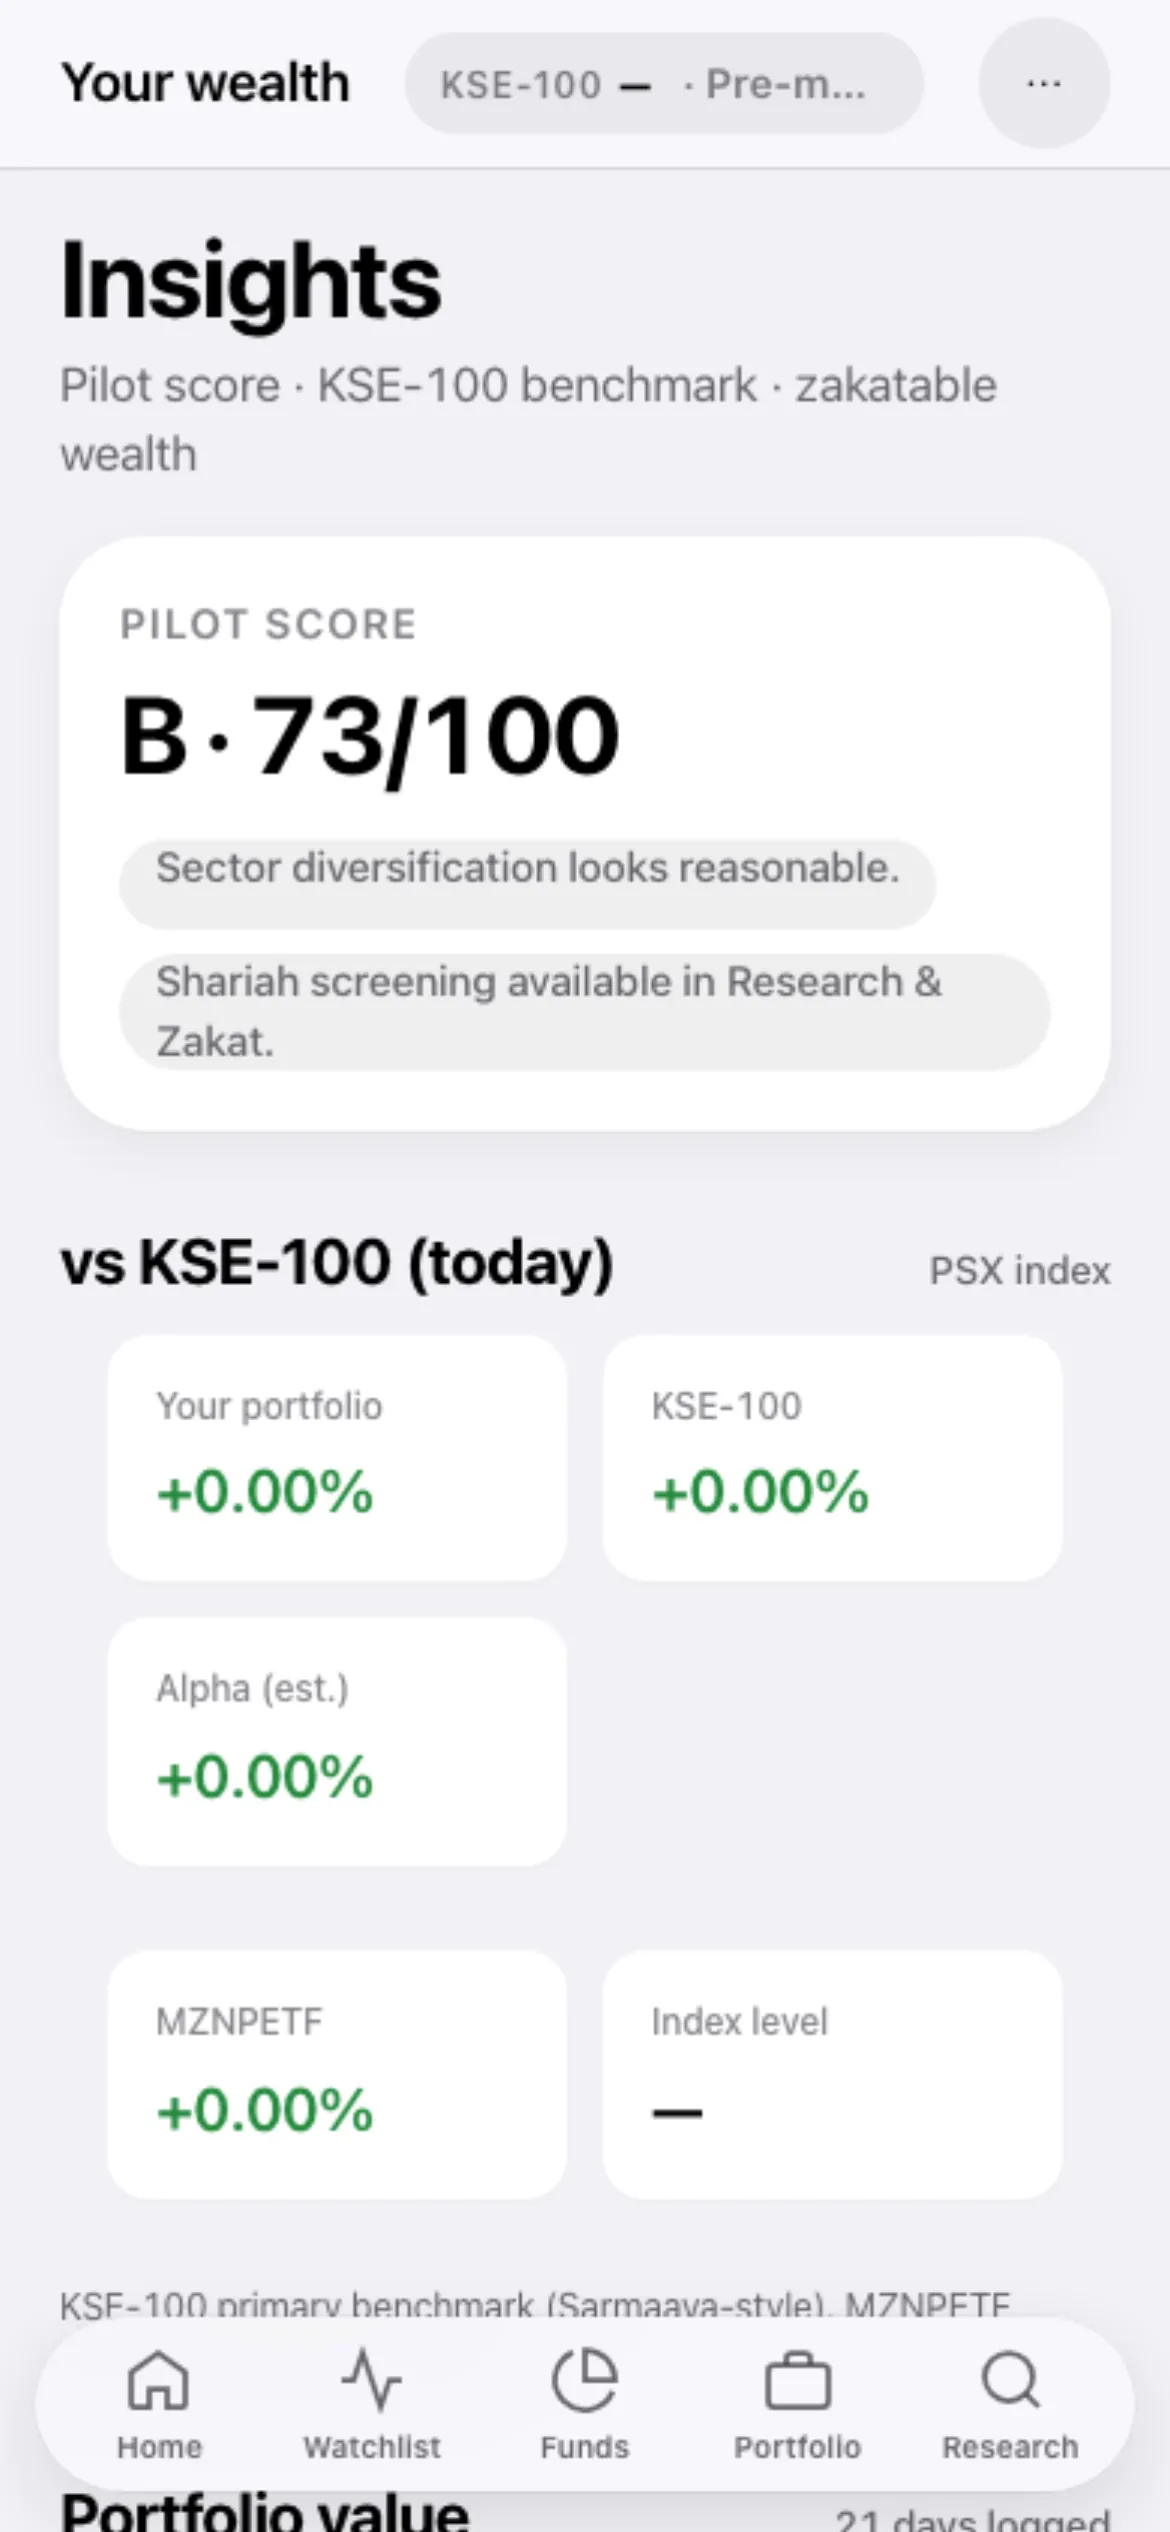 Your wealth
KSE-100 — · Pre-m...
...
Insights
Pilot score · KSE-100 benchmark · zakatable
wealth
PILOT SCORE
B · 73/100
Sector diversification looks reasonable.
Shariah screening available in Research &
Zakat.
vs KSE-100 (today)
PSX index
Your portfolio
+0.00%
KSE-100
+0.00%
Alpha (est.)
+0.00%
MZNPETF
+0.00%
Index level
—
KSE-100 primary benchmark (Sarmaaya-style). MZNPETF
Home
Watchlist
Funds
Portfolio
Research
Portfolio value
21 days logged